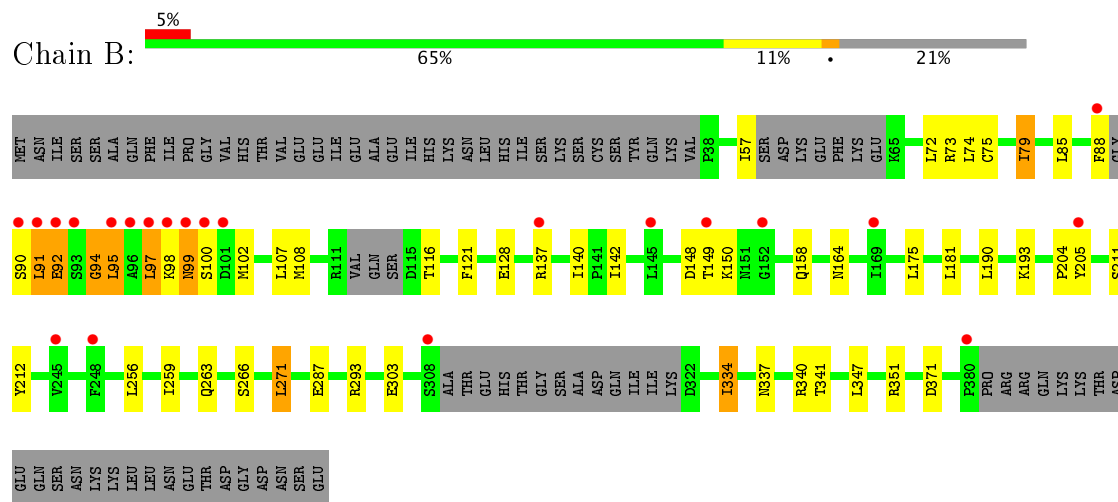 5%
Chain B:
65% 11% • 21%
MET ASN ILE SER SER ALA GLN PHE ILE PRO GLY VAL HIS THR VAL GLU GLU ILE GLU ALA GLU ILE HIS LYS ASN LEU HIS ILE SER LYS SER CYS SER TYR GLN LYS VAL P38 I57 SER ASP LYS GLU PHE LYS GLU K65 L72 R73 L74 C75 I79 L85 F88 GLY
S90 L91 E92 S93 G94 L95 A96 L97 K98 N99 S100 D101 M102 L107 M108 R111 VAL GLN SER D115 T116 F121 E128 R137 I140 P141 I142 L145 D148 T149 K150 N151 G152 Q158 N164 I169 L175 L181 L190 K193 P204 Y205 S211
Y212 V245 F248 L256 I259 Q263 S266 L271 E287 R293 E303 S308 ALA THR GLU HIS THR GLY SER ALA ASP GLN ILE ILE LYS D322 I334 N337 R340 T341 L347 R351 D371 P380 PRO ARG ARG GLN LYS LYS THR ASP
GLU GLN SER ASN LYS LYS LEU LEU ASN GLU THR ASP GLY ASP ASN SER GLU